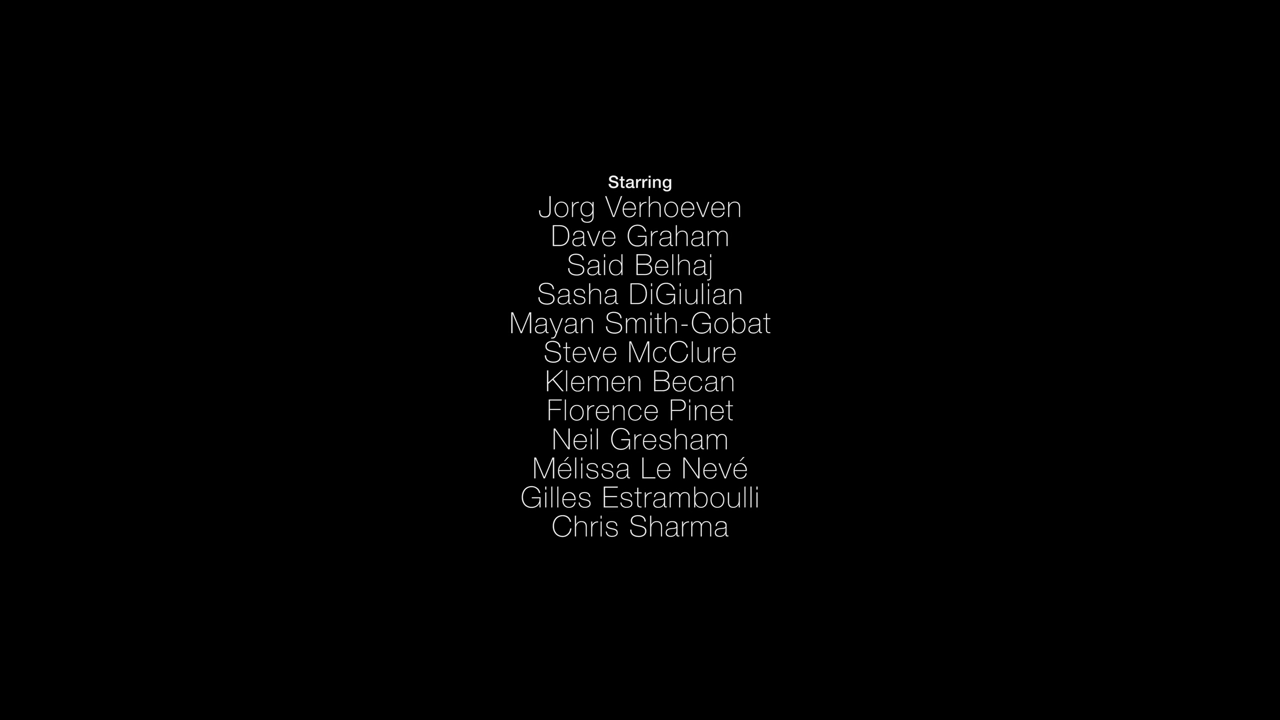 Starring
Jorg Verhoeven
Dave Graham
Said Belhaj
Sasha DiGiulian
Mayan Smith-Gobat
Steve McClure
Klemen Becan
Florence Pinet
Neil Gresham
Mélissa Le Nevé
Gilles Estramboulli
Chris Sharma